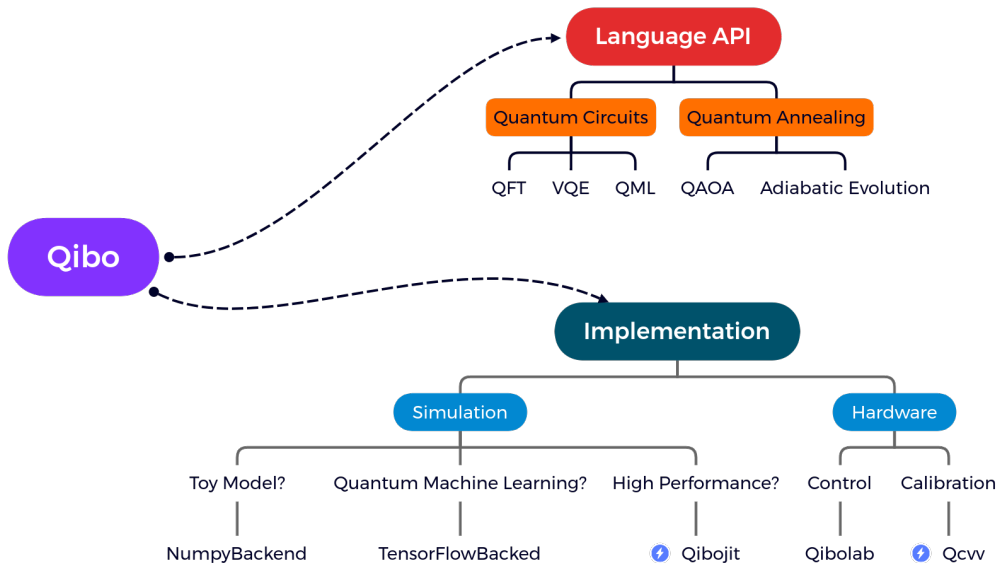 Language API
Quantum Circuits
Quantum Annealing
QFT
VQE
QML
QAOA
Adiabatic Evolution
Qibo
Implementation
Simulation
Hardware
Toy Model?
Quantum Machine Learning?
High Performance?
Control
Calibration
NumpyBackend
TensorFlowBacked
Qibojit
Qibolab
Qcvv